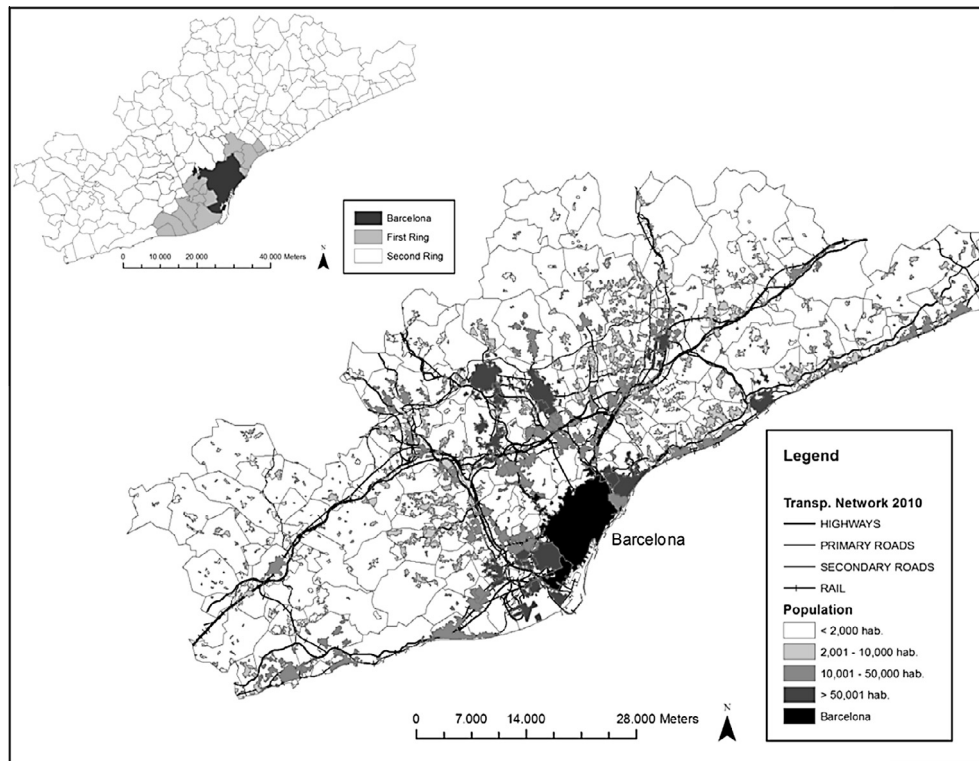 Barcelona
First Ring
Second Ring
N
0 10 000 20 000 40 000 Meters
Barcelona
Legend
Transp. Network 2010
HIGHWAYS
PRIMARY ROADS
SECONDARY ROADS
RAIL
Population
< 2,000 hab.
2,001 - 10,000 hab.
10,001 - 50,000 hab.
> 50,001 hab.
Barcelona
N
0 7.000 14.000 28.000 Meters